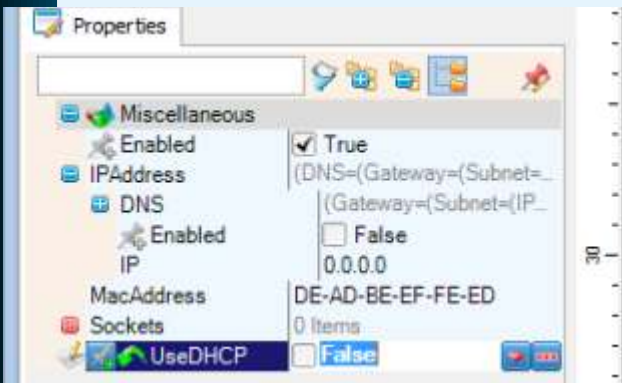 Properties
Miscellaneous
Enabled True
IPAddress (DNS=(Gateway=(Subnet=...
DNS (Gateway=(Subnet=(IP...
Enabled False
IP 0.0.0.0
MacAddress DE-AD-BE-EF-FE-ED
Sockets 0 Items
UseDHCP False
30